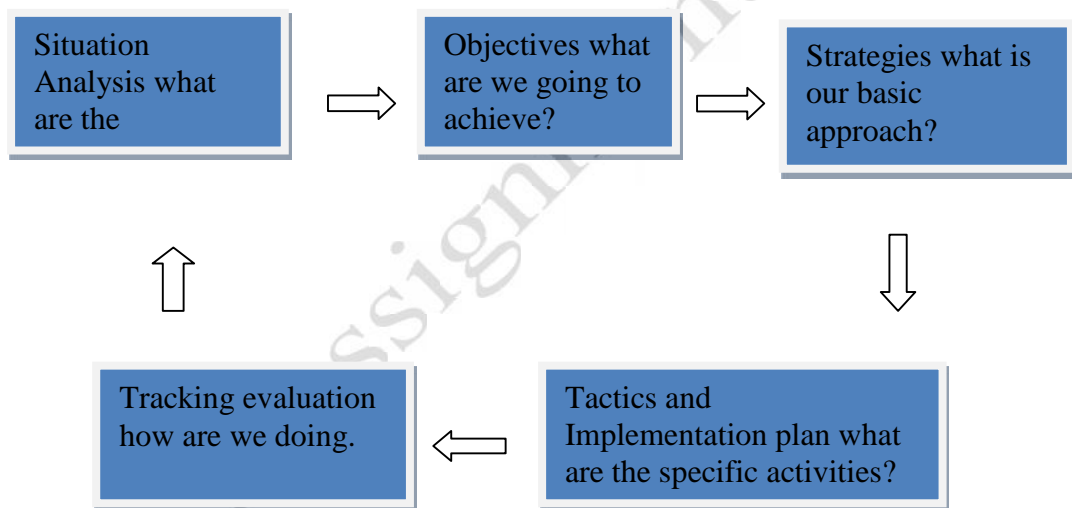 Situation
Analysis what
are the
Objectives what
are we going to
achieve?
Strategies what is
our basic
approach?
Tactics and
Implementation plan what
are the specific activities?
Tracking evaluation
how are we doing.